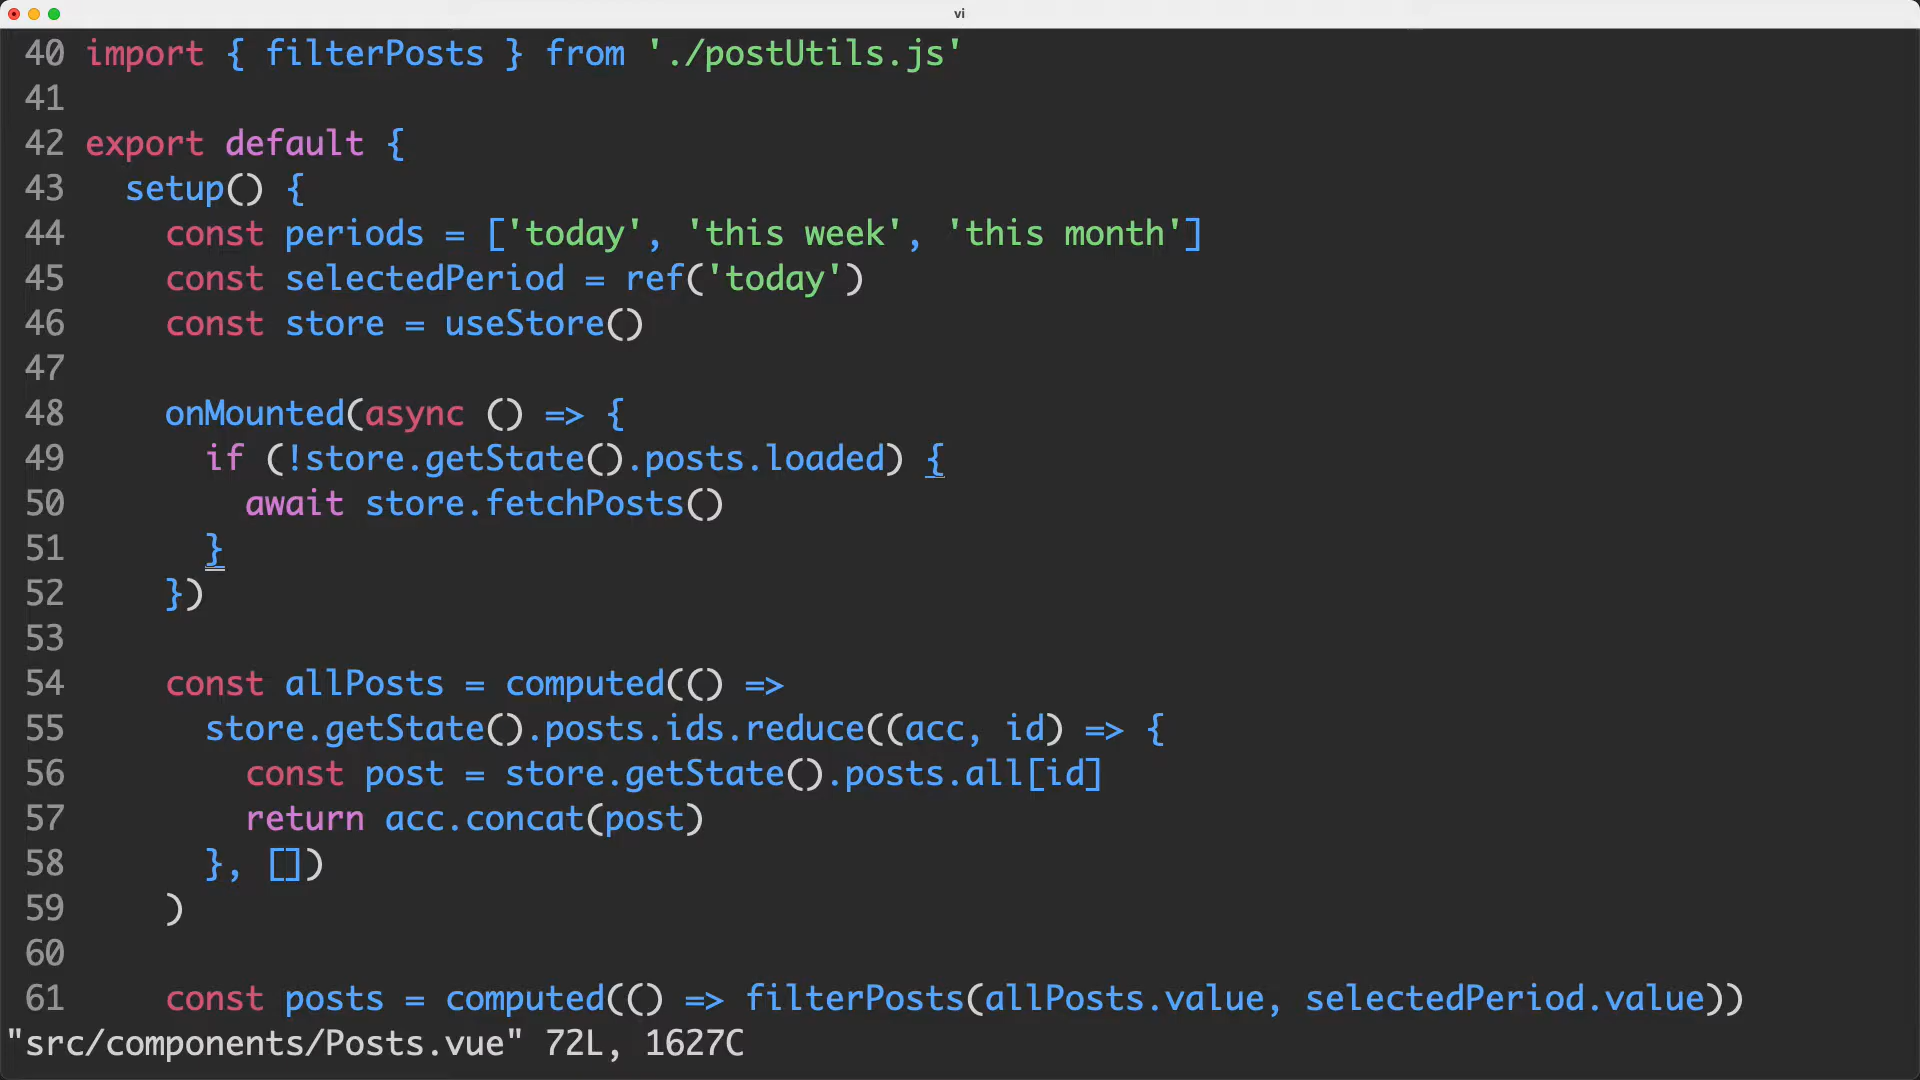 vi
40 import { filterPosts } from './postUtils.js'
41
42 export default {
43   setup() {
44     const periods = ['today', 'this week', 'this month']
45     const selectedPeriod = ref('today')
46     const store = useStore()
47
48     onMounted(async () => {
49       if (!store.getState().posts.loaded) {
50         await store.fetchPosts()
51       }
52     })
53
54     const allPosts = computed(() =>
55       store.getState().posts.ids.reduce((acc, id) => {
56         const post = store.getState().posts.all[id]
57         return acc.concat(post)
58       }, [])
59     )
60
61     const posts = computed(() => filterPosts(allPosts.value, selectedPeriod.value))
"src/components/Posts.vue" 72L, 1627C